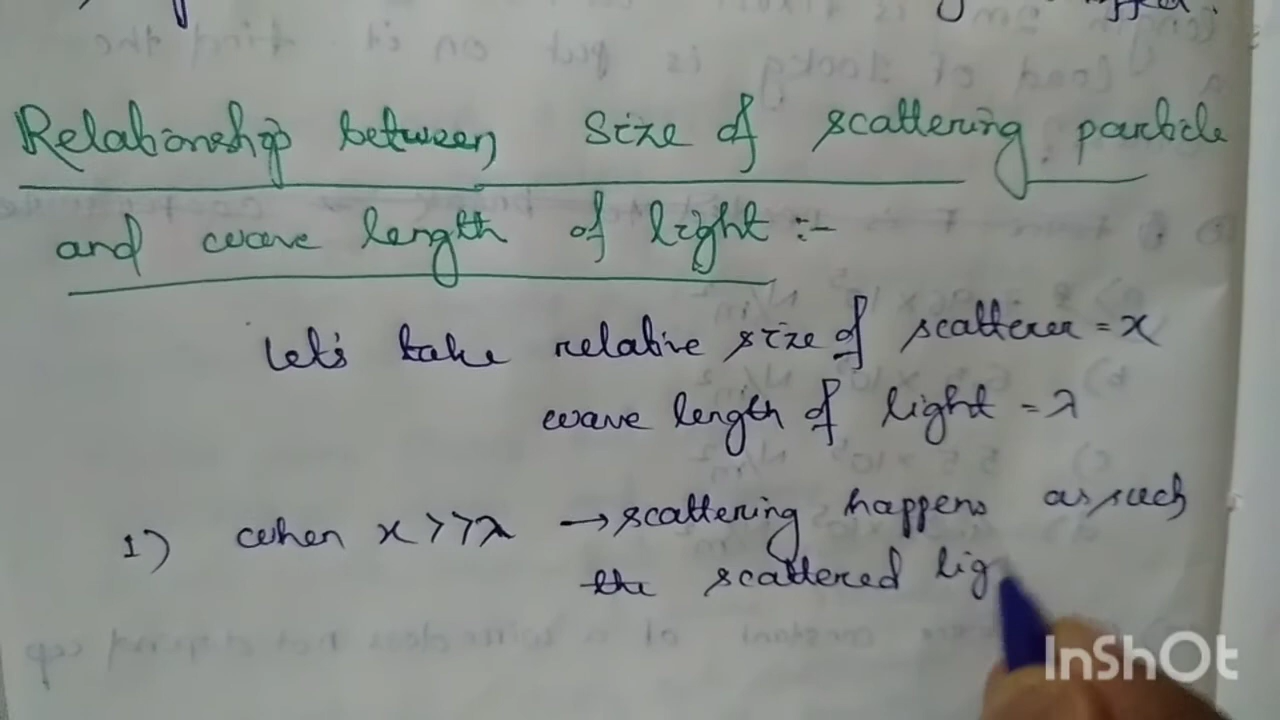 Relationship between size of scattering particle
and wave length of light :-
Let's take relative size of scatterer = x
wave length of light = λ
1) when x >> λ → scattering happens as such
the scattered lig
InShOt